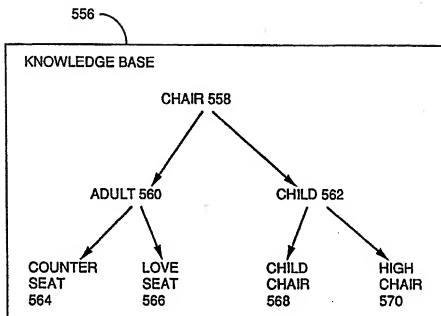 556
KNOWLEDGE BASE
CHAIR 558
ADULT 560
CHILD 562
COUNTER
SEAT
564
LOVE
SEAT
566
CHILD
CHAIR
568
HIGH
CHAIR
570